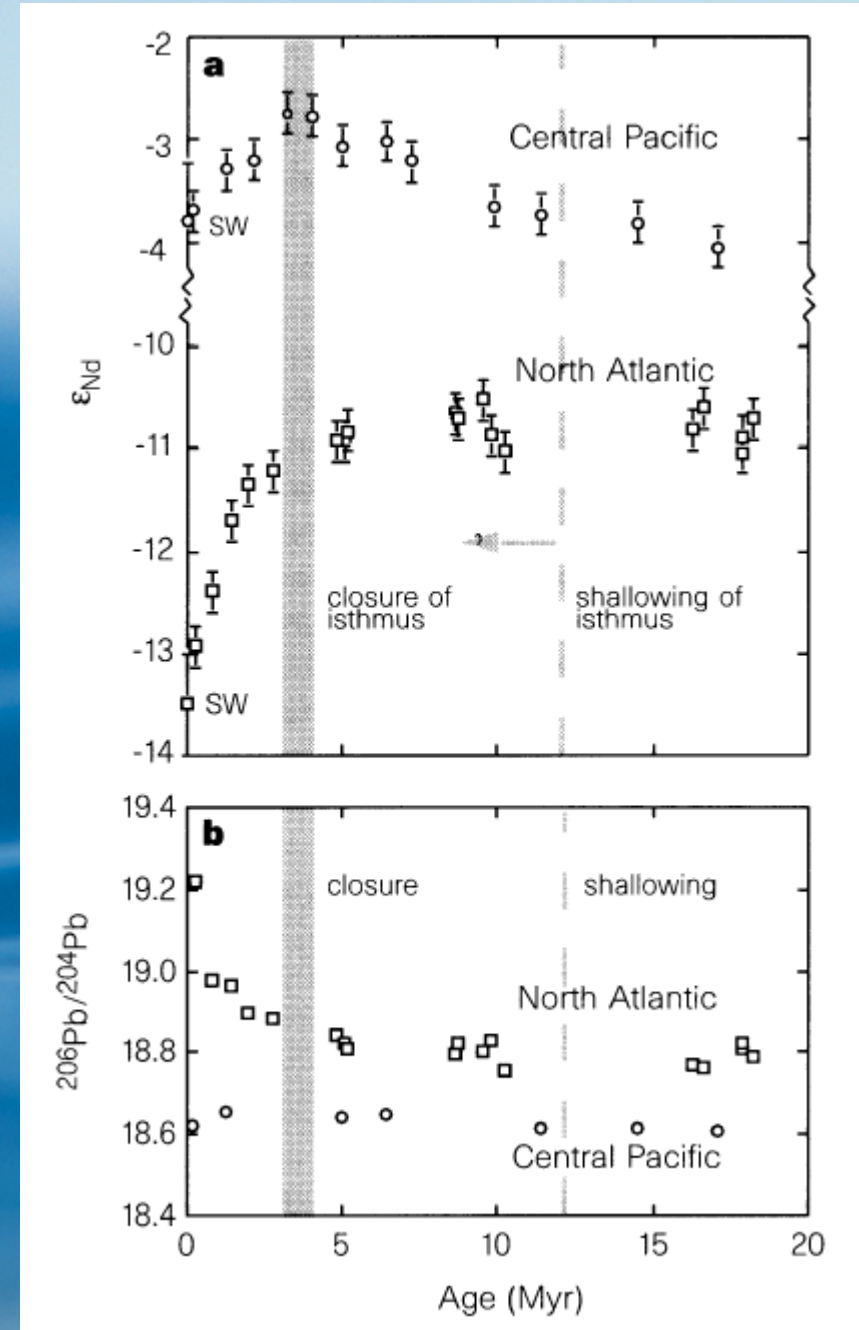 a
-2
-3
-4
-10
-11
-12
-13
-14
εNd
Central Pacific
SW
North Atlantic
closure of
isthmus
shallowing of
isthmus
SW
b
19.4
19.2
19.0
18.8
18.6
18.4
206Pb/204Pb
closure
shallowing
North Atlantic
Central Pacific
0 5 10 15 20
Age (Myr)